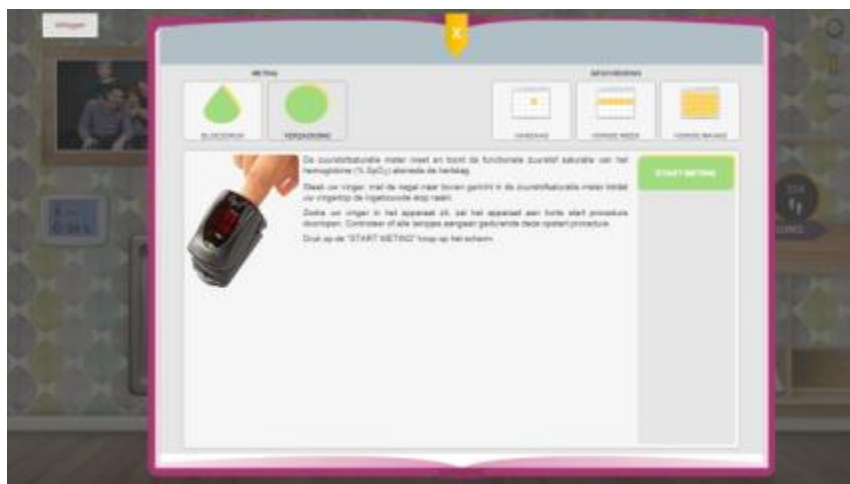 Inloggen
X
METING
GESCHIEDENIS
BLOEDDRUK
VERZADIGING
VANDAAG
VORIGE WEEK
VORIGE MAAND
De zuurstofsaturatie meter meet en toont de functionele zuurstof saturatie van het
hemoglobine (% SpO₂) alsmede de hartslag.
START METING
Steek uw vinger, met de nagel naar boven gericht in de zuurstofsaturatie meter totdat
uw vingertop de ingebouwde stop raakt.
Zodra uw vinger in het apparaat zit, zal het apparaat een korte start procedure
doorlopen. Controleer of alle lampjes aangaan gedurende deze opstart procedure.
Druk op de "START METING" knop op het scherm.